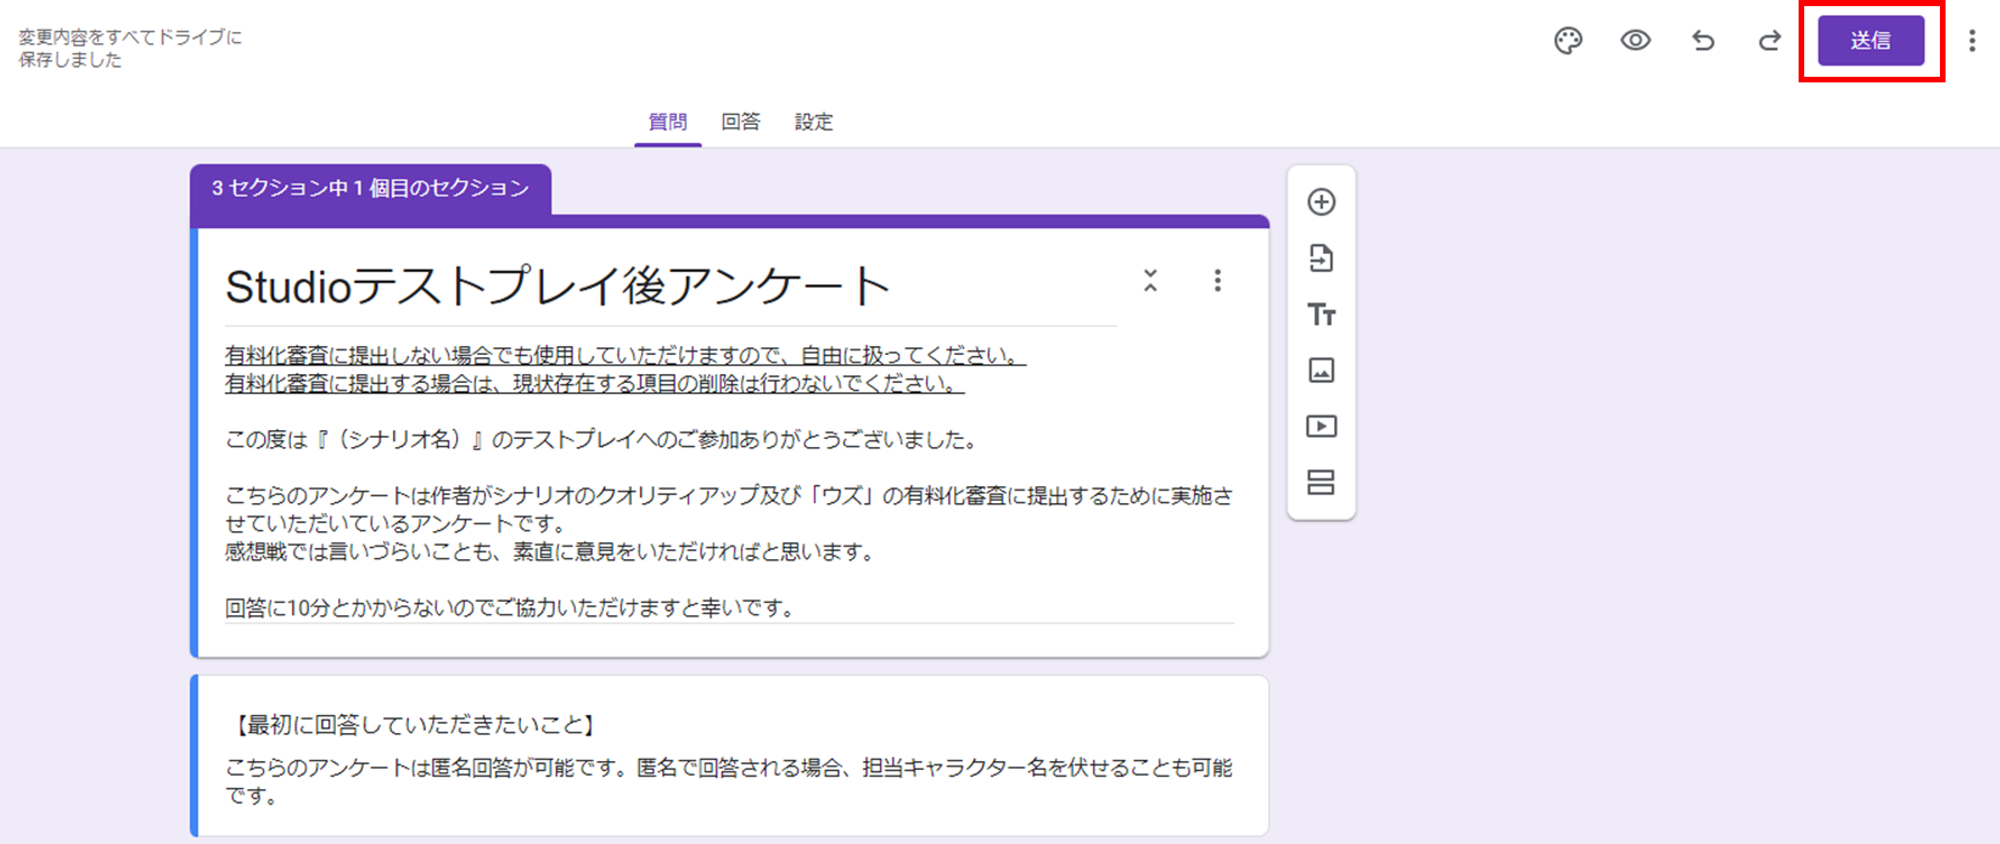 変更内容をすべてドライブに
保存しました
送信
質問 回答 設定
3 セクション中 1 個目のセクション
Studioテストプレイ後アンケート
有料化審査に提出しない場合でも使用していただけますので、自由に扱ってください。
有料化審査に提出する場合は、現状存在する項目の削除は行わないでください。
この度は『（シナリオ名）』のテストプレイへのご参加ありがとうございました。
こちらのアンケートは作者がシナリオのクオリティアップ及び「ウズ」の有料化審査に提出するために実施さ
せていただいているアンケートです。
感想戦では言いづらいことも、素直に意見をいただければと思います。
回答に10分とかからないのでご協力いただけますと幸いです。
【最初に回答していただきたいこと】
こちらのアンケートは匿名回答が可能です。匿名で回答される場合、担当キャラクター名を伏せることも可能
です。